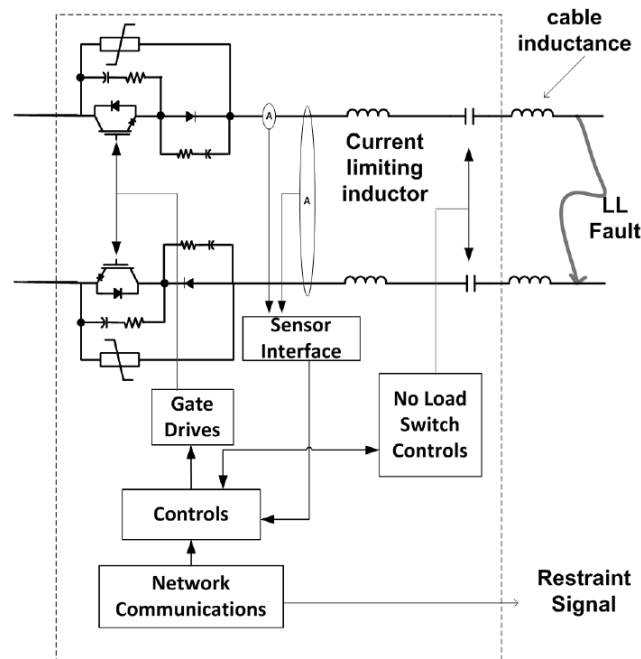 cable
inductance
A
A
Current
limiting
inductor
LL
Fault
Sensor
Interface
Gate
Drives
No Load
Switch
Controls
Controls
Network
Communications
Restraint
Signal